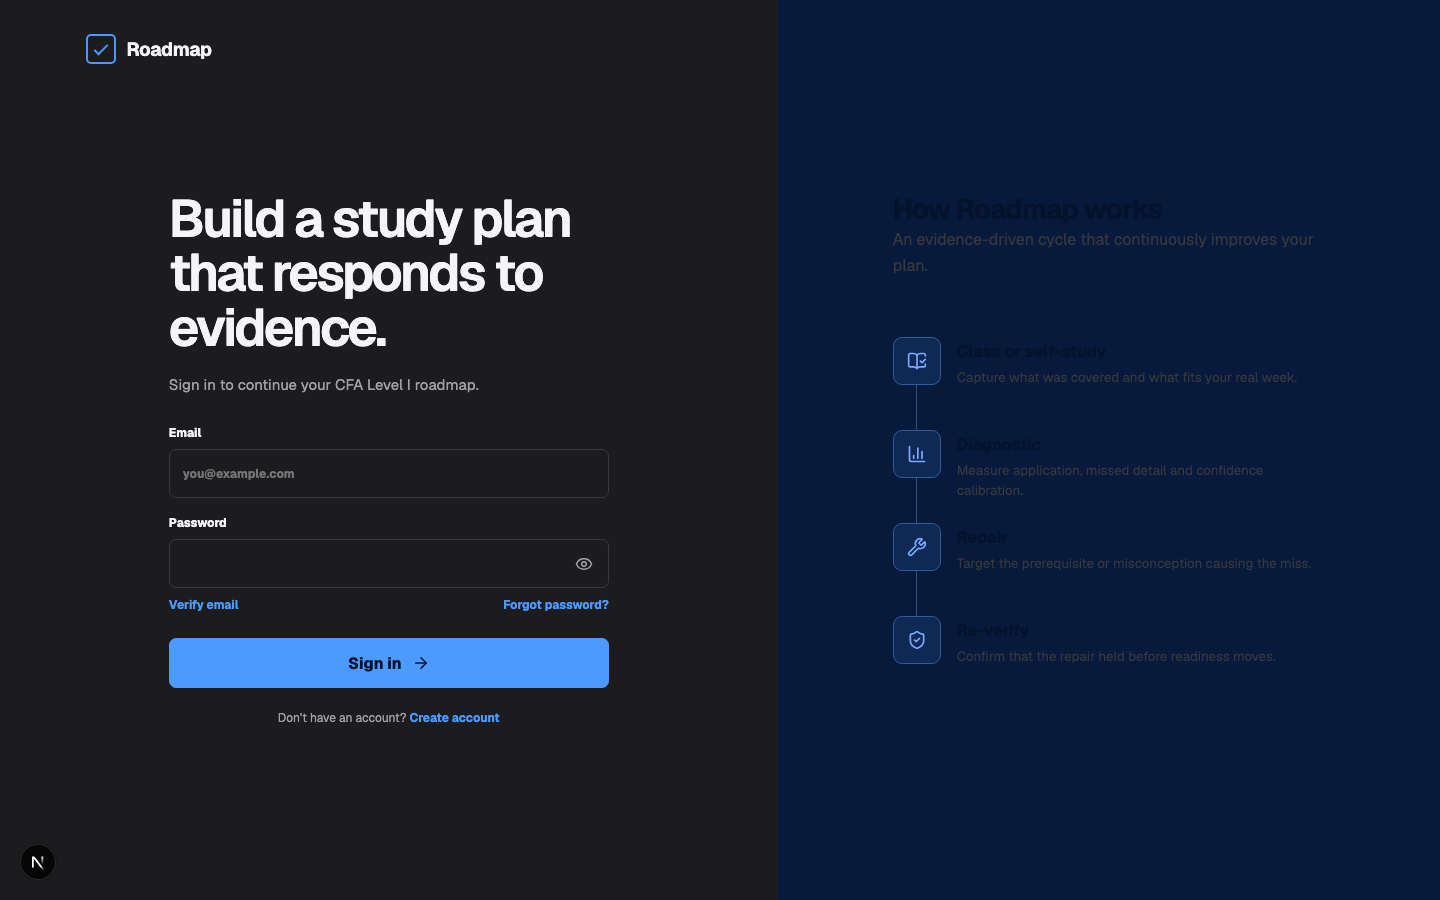 Roadmap
Build a study plan
that responds to
evidence.
Sign in to continue your CFA Level I roadmap.
Email
you@example.com
Password
Verify email
Forgot password?
Sign in
Don't have an account? Create account
N
How Roadmap works
An evidence-driven cycle that continuously improves your
plan.
Class or self-study
Capture what was covered and what fits your real week.
Diagnostic
Measure application, missed detail and confidence
calibration.
Repair
Target the prerequisite or misconception causing the miss.
Re-verify
Confirm that the repair held before readiness moves.